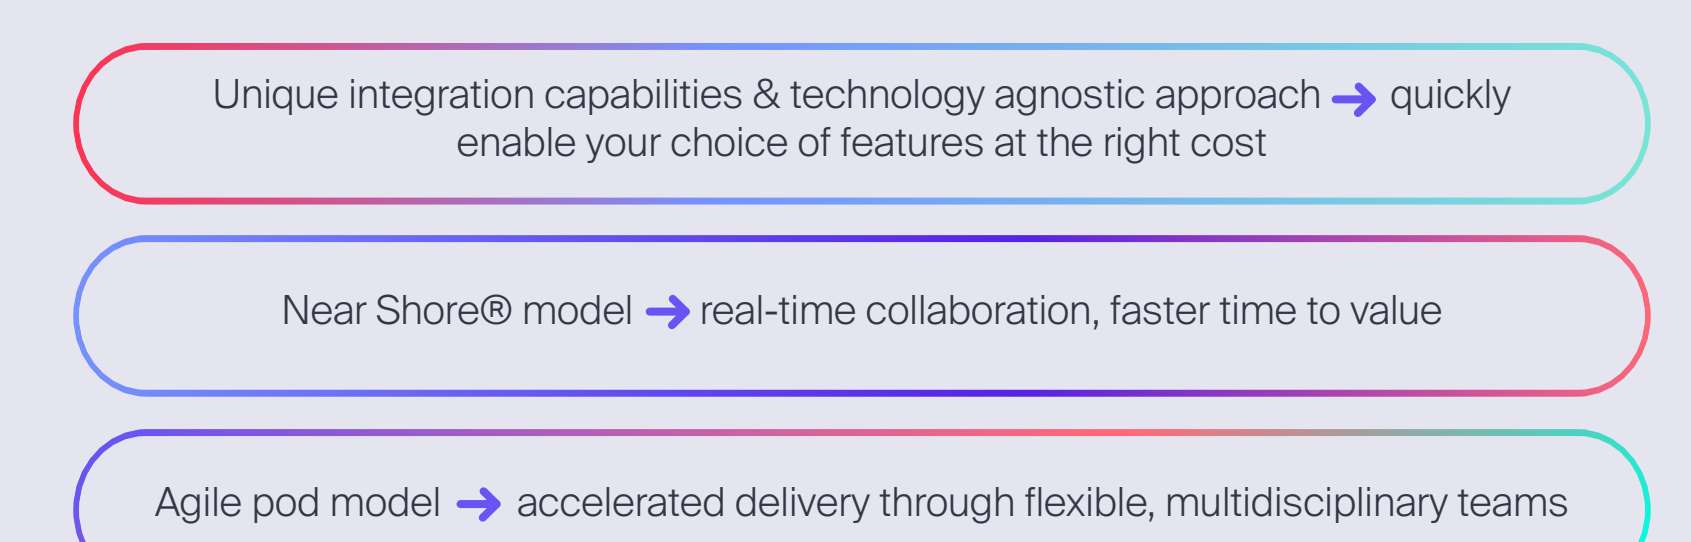 Unique integration capabilities & technology agnostic approach → quickly
enable your choice of features at the right cost
Near Shore® model → real-time collaboration, faster time to value
Agile pod model → accelerated delivery through flexible, multidisciplinary teams